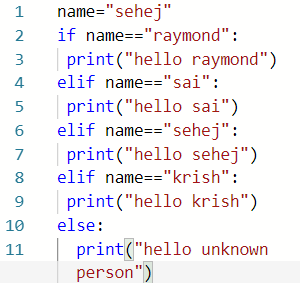 1 name="sehej"
2 if name=="raymond":
3 print("hello raymond")
4 elif name=="sai":
5 print("hello sai")
6 elif name=="sehej":
7 print("hello sehej")
8 elif name=="krish":
9 print("hello krish")
10 else:
11 print("hello unknown
person")